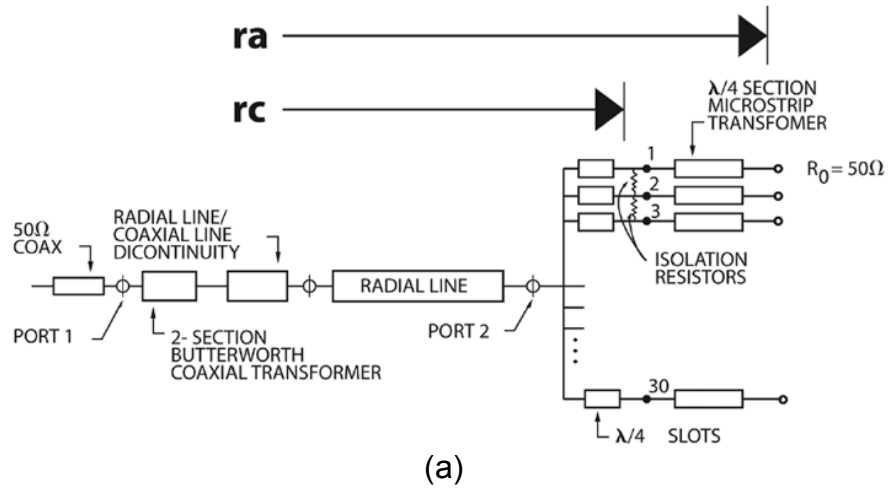 ra
rc
λ/4 SECTION
MICROSTRIP
TRANSFOMER
1
2
3
R0 = 50Ω
50Ω
COAX
RADIAL LINE/
COAXIAL LINE
DICONTINUITY
ISOLATION
RESISTORS
RADIAL LINE
PORT 1
2- SECTION
BUTTERWORTH
COAXIAL TRANSFORMER
PORT 2
30
λ/4
SLOTS
(a)